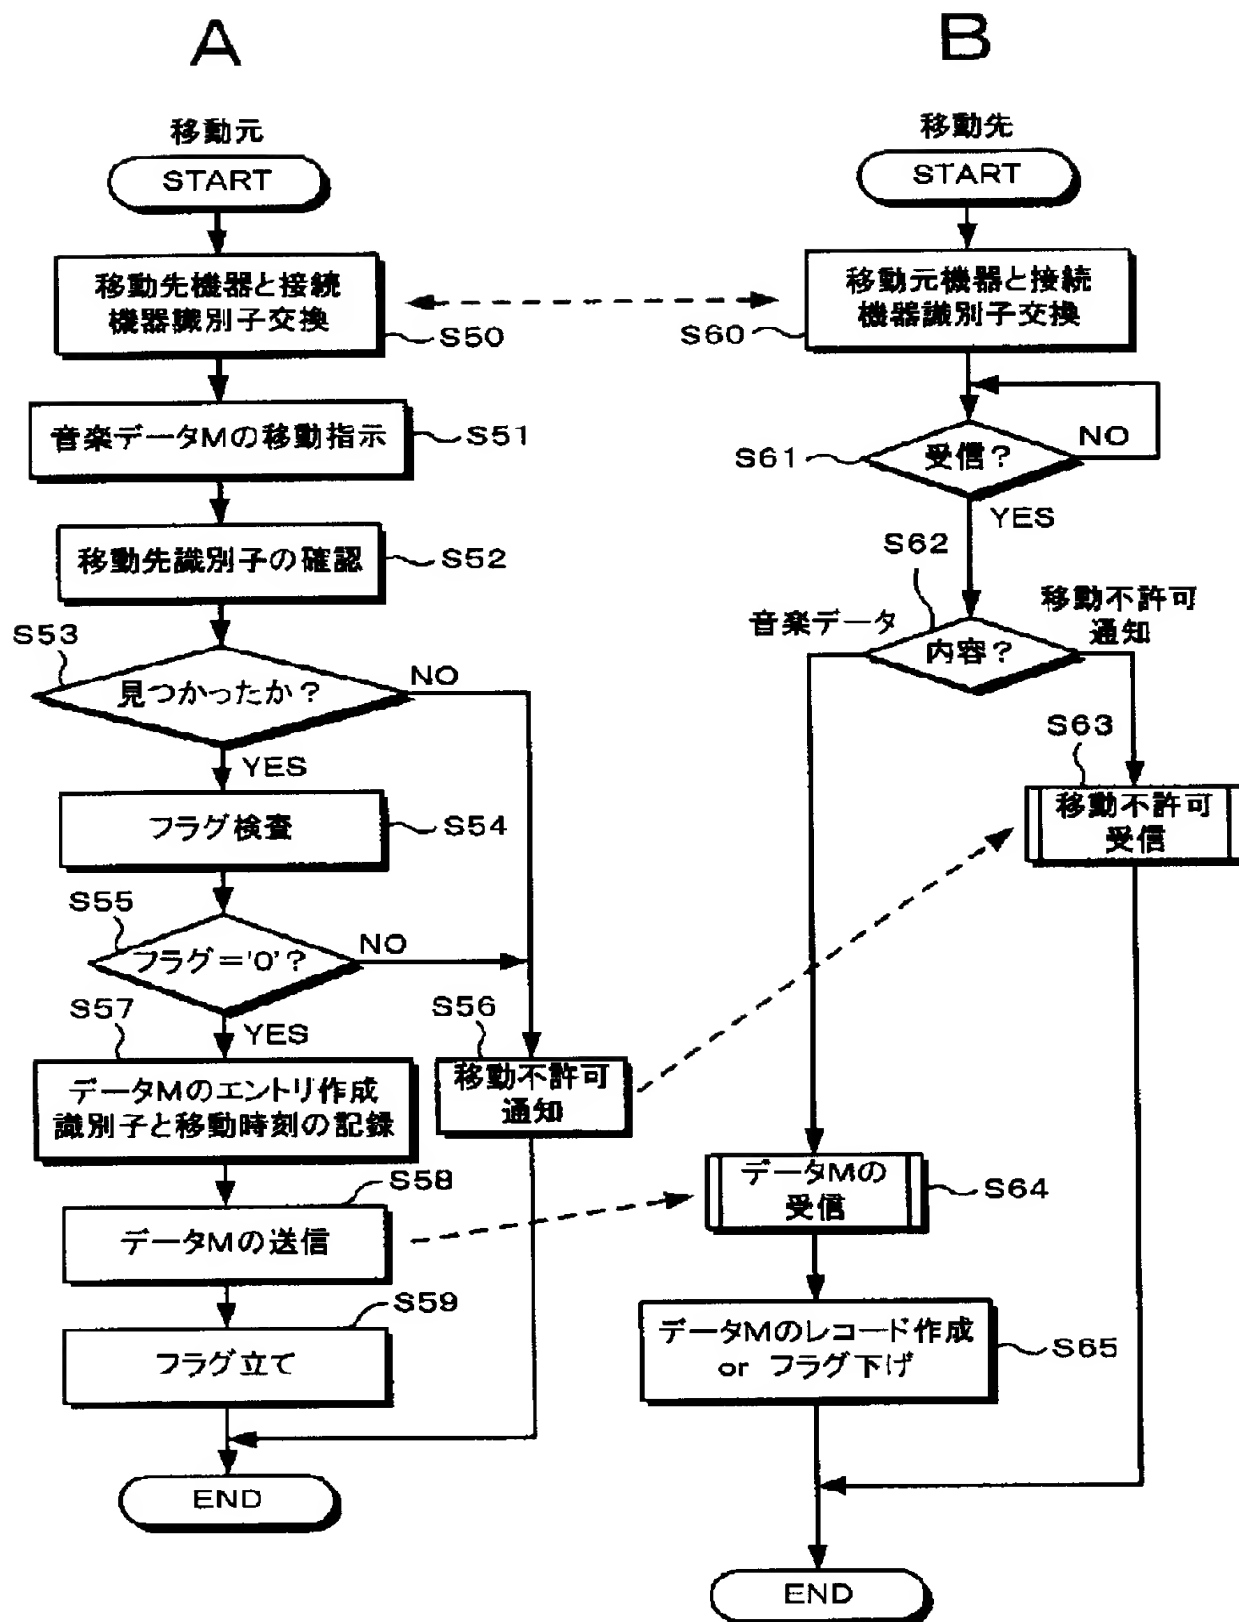 A
移動元
START
移動先機器と接続
機器識別子交換
S50
音楽データMの移動指示
S51
移動先識別子の確認
S52
S53
見つかったか？
NO
YES
フラグ検査
S54
S55
フラグ＝'0'？
NO
YES
S57
データMのエントリ作成
識別子と移動時刻の記録
S56
移動不許可
通知
S58
データMの送信
S59
フラグ立て
END
B
移動先
START
移動元機器と接続
機器識別子交換
S60
S61
受信？
NO
YES
S62
音楽データ
内容？
移動不許可
通知
S63
移動不許可
受信
データMの
受信
S64
データMのレコード作成
or フラグ下げ
S65
END